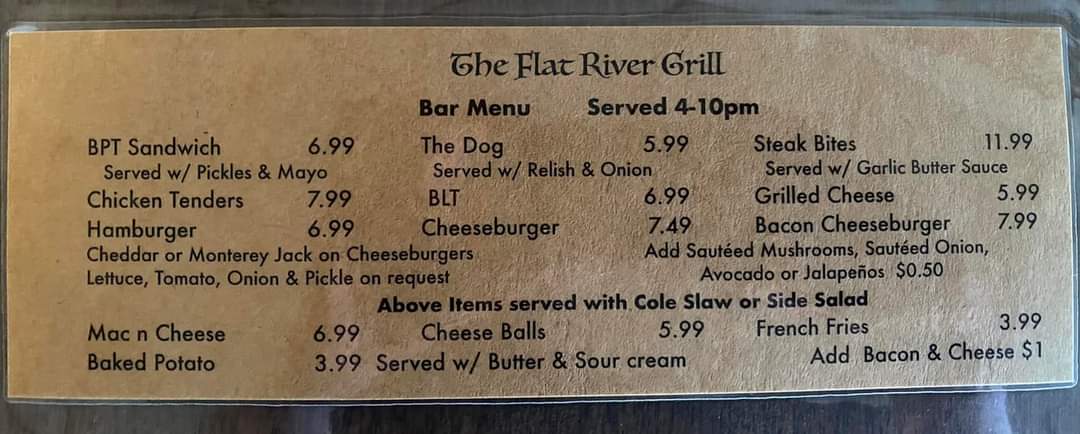 The Flat River Grill
Bar Menu Served 4-10pm
BPT Sandwich 6.99 The Dog 5.99 Steak Bites 11.99
Served w/ Pickles & Mayo Served w/ Relish & Onion Served w/ Garlic Butter Sauce
Chicken Tenders 7.99 BLT 6.99 Grilled Cheese 5.99
Hamburger 6.99 Cheeseburger 7.49 Bacon Cheeseburger 7.99
Cheddar or Monterey Jack on Cheeseburgers Add Sautéed Mushrooms, Sautéed Onion,
Lettuce, Tomato, Onion & Pickle on request Avocado or Jalapeños $0.50
Above Items served with Cole Slaw or Side Salad
Mac n Cheese 6.99 Cheese Balls 5.99 French Fries 3.99
Baked Potato 3.99 Served w/ Butter & Sour cream Add Bacon & Cheese $1